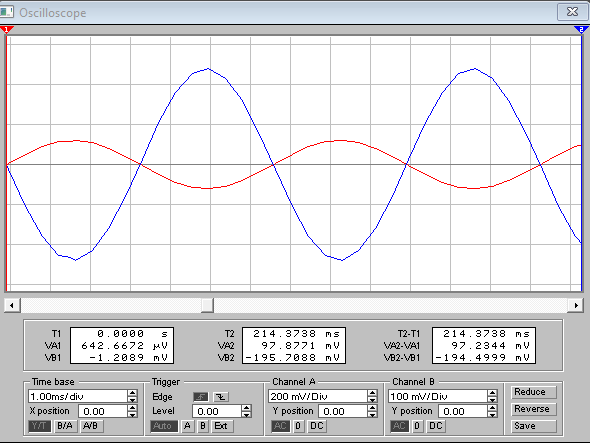 Oscilloscope
1
2
T1 0.0000 s T2 214.3738 ms T2-T1 214.3738 ms
VA1 642.6672 µV VA2 97.8771 mV VA2-VA1 97.2344 mV
VB1 -1.2089 mV VB2 -195.7088 mV VB2-VB1 -194.4999 mV
Time base Trigger Channel A Channel B
1.00ms/div Edge 200 mV/Div 100 mV/Div Reduce
X position 0.00 Level 0.00 Y position 0.00 Y position 0.00 Reverse
Y/T B/A A/B Auto A B Ext AC 0 DC AC 0 DC Save